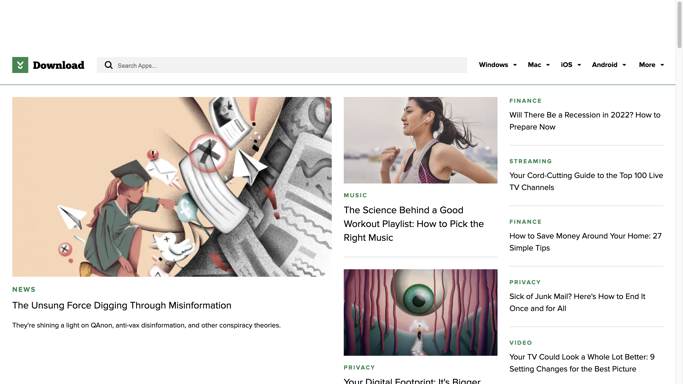 Download
Search Apps...
Windows
Mac
iOS
Android
More
NEWS
The Unsung Force Digging Through Misinformation
They're shining a light on QAnon, anti-vax disinformation, and other conspiracy theories.
MUSIC
The Science Behind a Good
Workout Playlist: How to Pick the
Right Music
PRIVACY
Your Digital Footprint: It's Bigger
FINANCE
Will There Be a Recession in 2022? How to
Prepare Now
STREAMING
Your Cord-Cutting Guide to the Top 100 Live
TV Channels
FINANCE
How to Save Money Around Your Home: 27
Simple Tips
PRIVACY
Sick of Junk Mail? Here's How to End It
Once and for All
VIDEO
Your TV Could Look a Whole Lot Better: 9
Setting Changes for the Best Picture